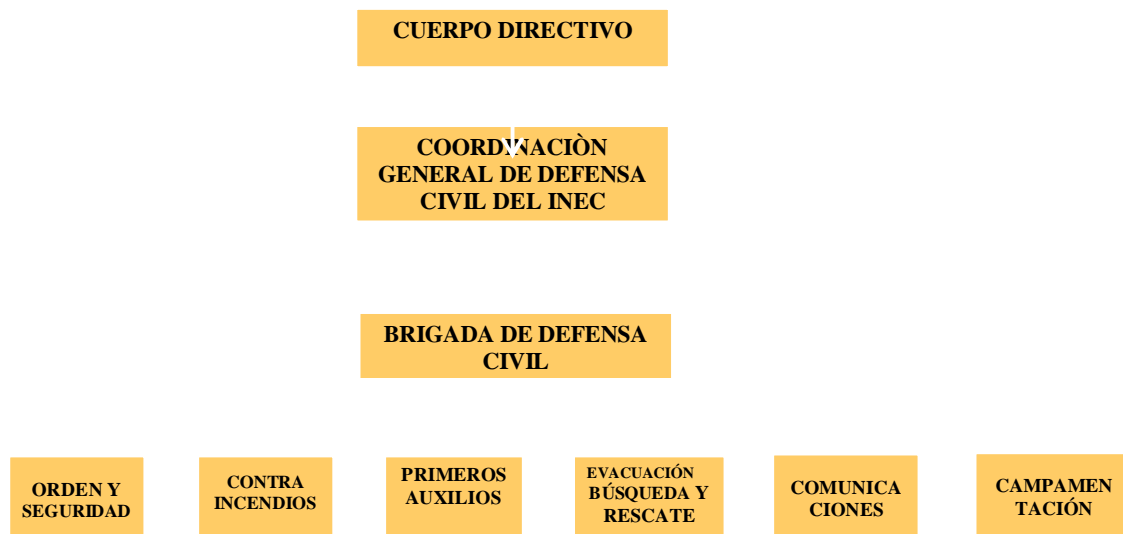 CUERPO DIRECTIVO
COORDINACIÒN
GENERAL DE DEFENSA
CIVIL DEL INEC
BRIGADA DE DEFENSA
CIVIL
ORDEN Y
SEGURIDAD
CONTRA
INCENDIOS
PRIMEROS
AUXILIOS
EVACUACIÓN
BÚSQUEDA Y
RESCATE
COMUNICA
CIONES
CAMPAMEN
TACIÓN